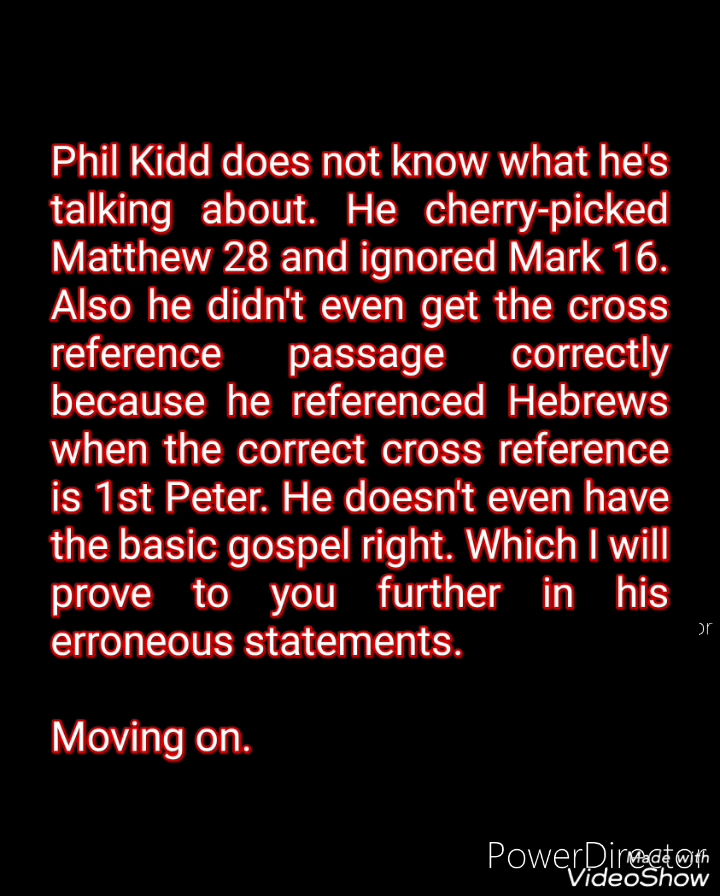 Phil Kidd does not know what he's
talking about. He cherry-picked
Matthew 28 and ignored Mark 16.
Also he didn't even get the cross
reference passage correctly
because he referenced Hebrews
when the correct cross reference
is 1st Peter. He doesn't even have
the basic gospel right. Which I will
prove to you further in his
erroneous statements.
Moving on.
or
PowerDirector
Made with
VideoShow